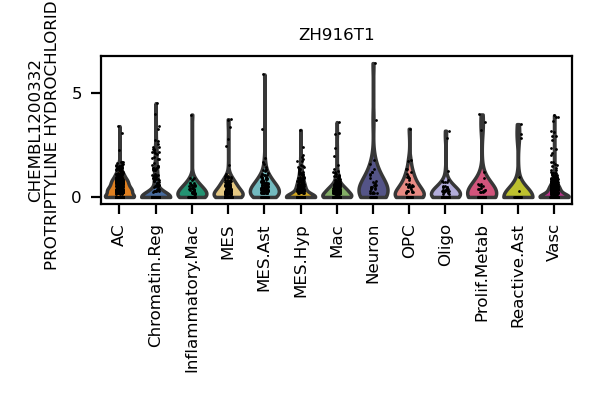 ZH916T1
CHEMBL1200332
PROTRIPTYLINE HYDROCHLORID
5
0
AC
Chromatin.Reg
Inflammatory.Mac
MES
MES.Ast
MES.Hyp
Mac
Neuron
OPC
Oligo
Prolif.Metab
Reactive.Ast
Vasc